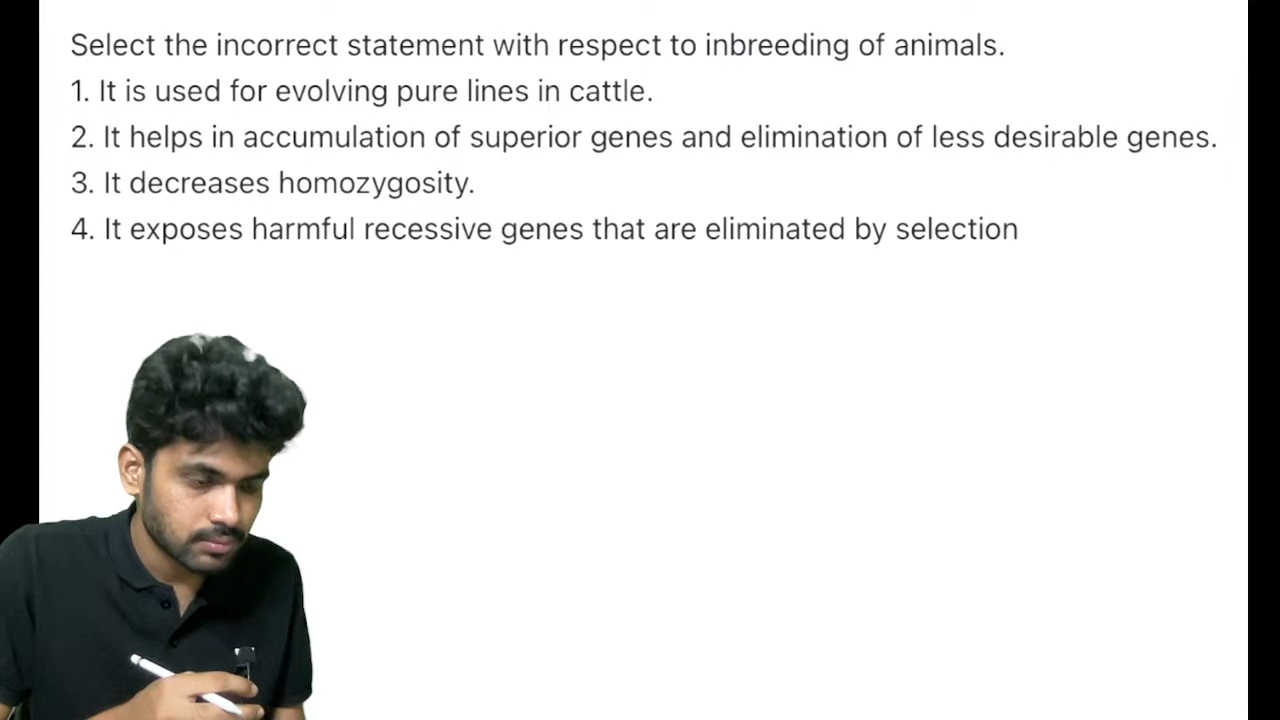 Select the incorrect statement with respect to inbreeding of animals.
1. It is used for evolving pure lines in cattle.
2. It helps in accumulation of superior genes and elimination of less desirable genes.
3. It decreases homozygosity.
4. It exposes harmful recessive genes that are eliminated by selection